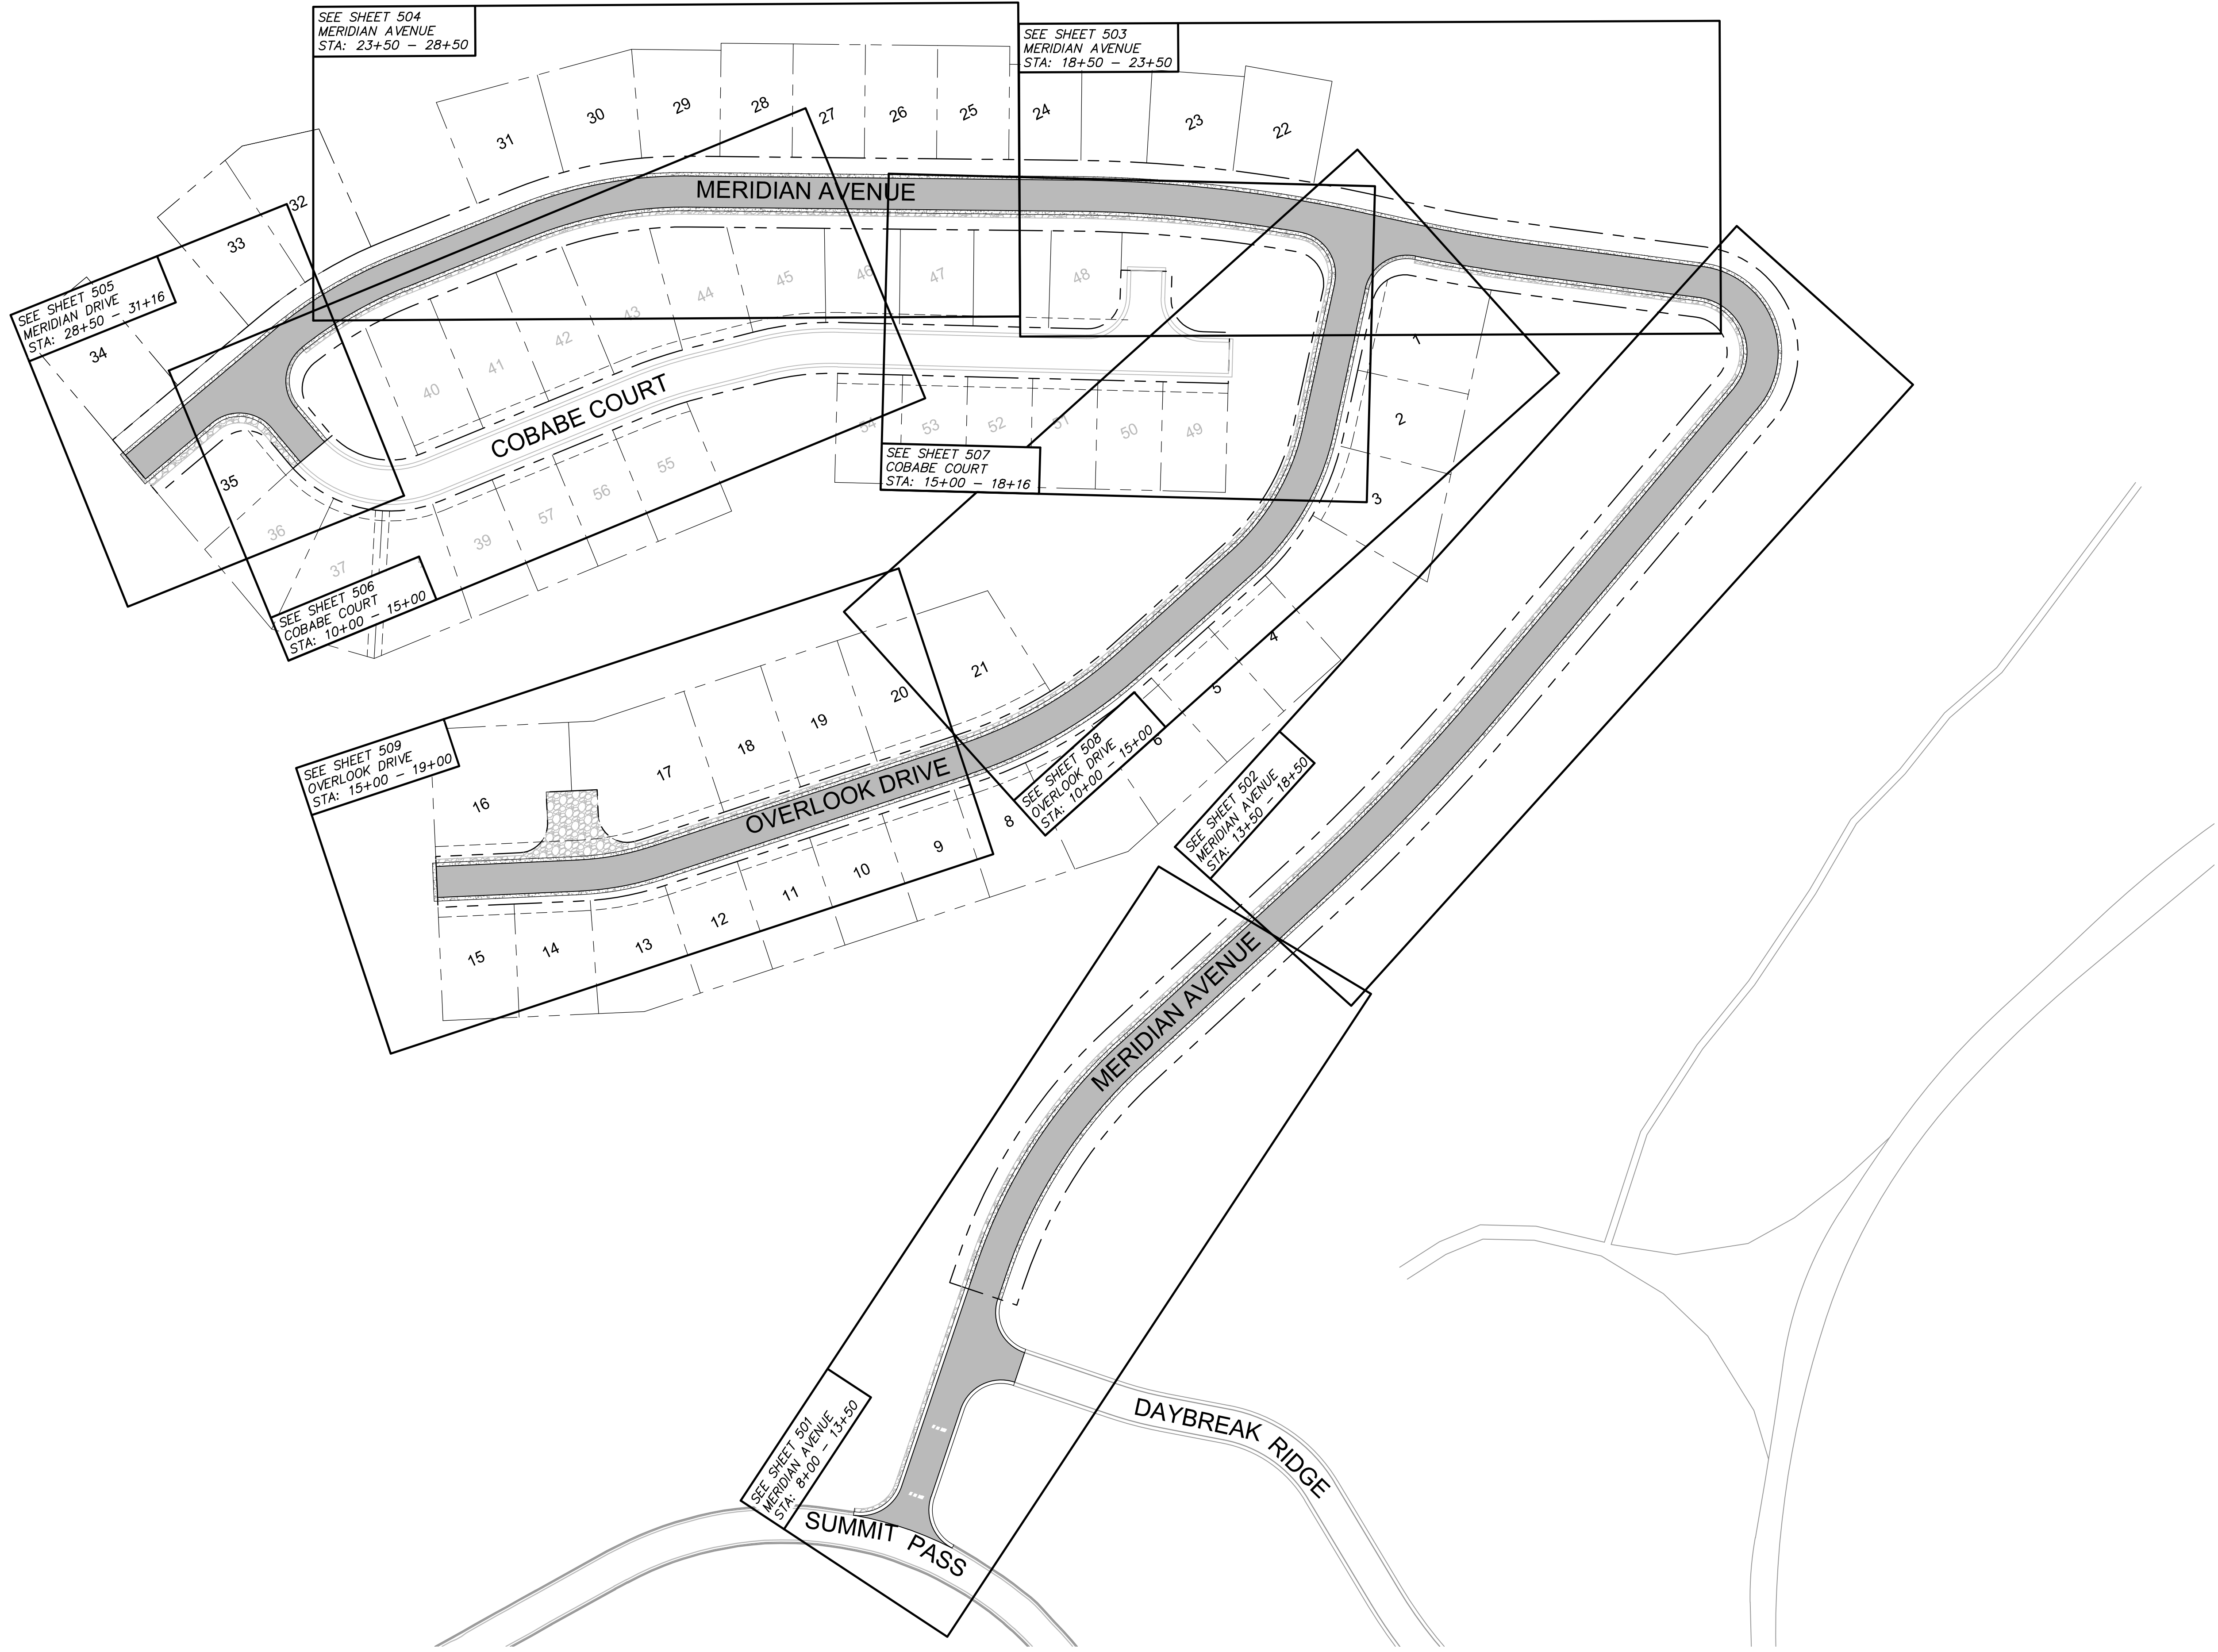 SEE SHEET 504
MERIDIAN AVENUE
STA: 23+50 - 28+50
SEE SHEET 503
MERIDIAN AVENUE
STA: 18+50 - 23+50
31
30
29
28
27
26
25
24
23
22
32
33
MERIDIAN AVENUE
SEE SHEET 505
MERIDIAN DRIVE
STA: 28+50 - 31+16
34
35
36
37
40
41
42
43
44
45
46
47
48
COBABE COURT
1
2
3
54
53
52
51
50
49
SEE SHEET 507
COBABE COURT
STA: 15+00 - 18+16
39
57
56
55
SEE SHEET 506
COBABE COURT
STA: 10+00 - 15+00
4
5
6
SEE SHEET 509
OVERLOOK DRIVE
STA: 15+00 - 19+00
16
17
18
19
20
21
OVERLOOK DRIVE
SEE SHEET 508
OVERLOOK DRIVE
STA: 10+00 - 15+00
SEE SHEET 502
MERIDIAN AVENUE
STA: 13+50 - 18+50
15
14
13
12
11
10
9
8
MERIDIAN AVENUE
SEE SHEET 501
MERIDIAN AVENUE
STA: 8+00 - 13+50
DAYBREAK RIDGE
SUMMIT PASS